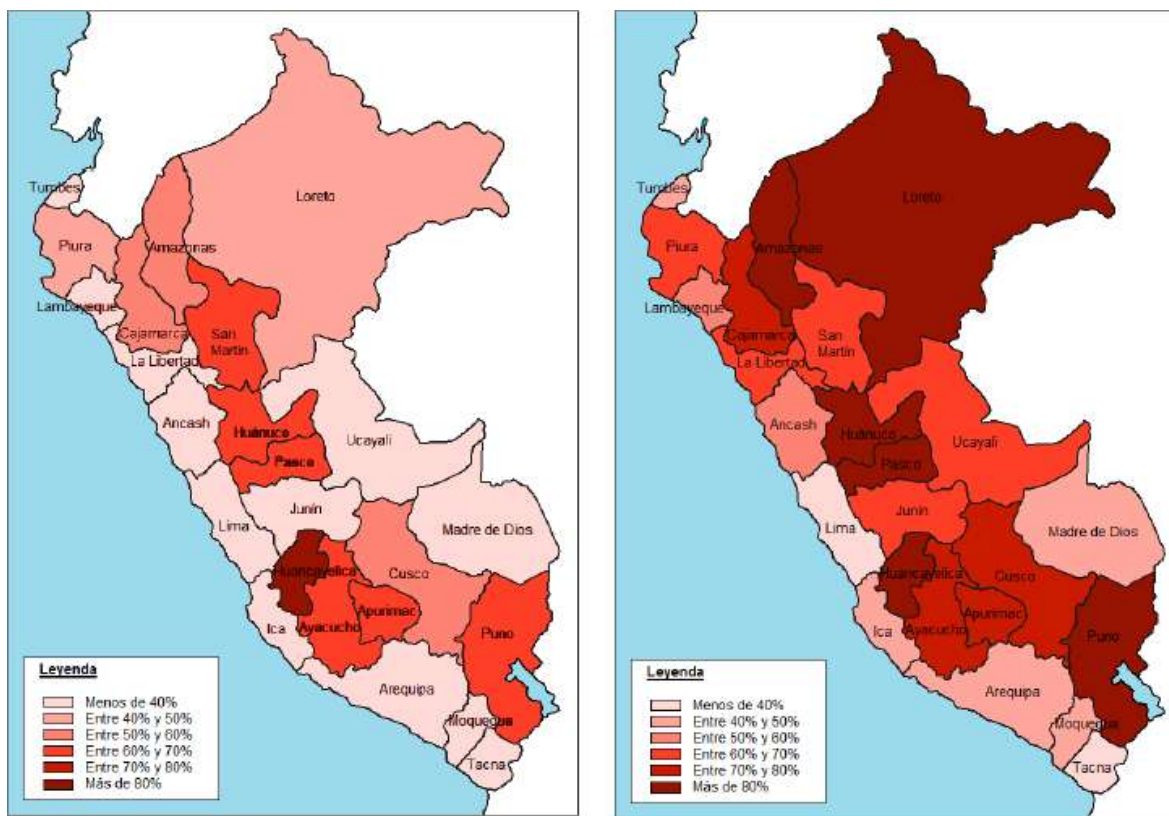 Tumbes
Loreto
Piura
Amazonas
Lambayeque
Cajamarca
San
Martín
La Libertad
Ancash
Huánuco
Ucayali
Pasco
Junín
Lima
Madre de Dios
Huancavelica
Cusco
Apurimac
Ica
Ayacucho
Puno
Arequipa
Moquegua
Tacna
Leyenda
Menos de 40%
Entre 40% y 50%
Entre 50% y 60%
Entre 60% y 70%
Entre 70% y 80%
Más de 80%
Tumbes
Loreto
Piura
Amazonas
Lambayeque
Cajamarca
San
Martín
La Libertad
Ancash
Huánuco
Ucayali
Pasco
Junín
Lima
Madre de Dios
Huancavelica
Cusco
Apurimac
Ica
Ayacucho
Puno
Arequipa
Moquegua
Tacna
Leyenda
Menos de 40%
Entre 40% y 50%
Entre 50% y 60%
Entre 60% y 70%
Entre 70% y 80%
Más de 80%